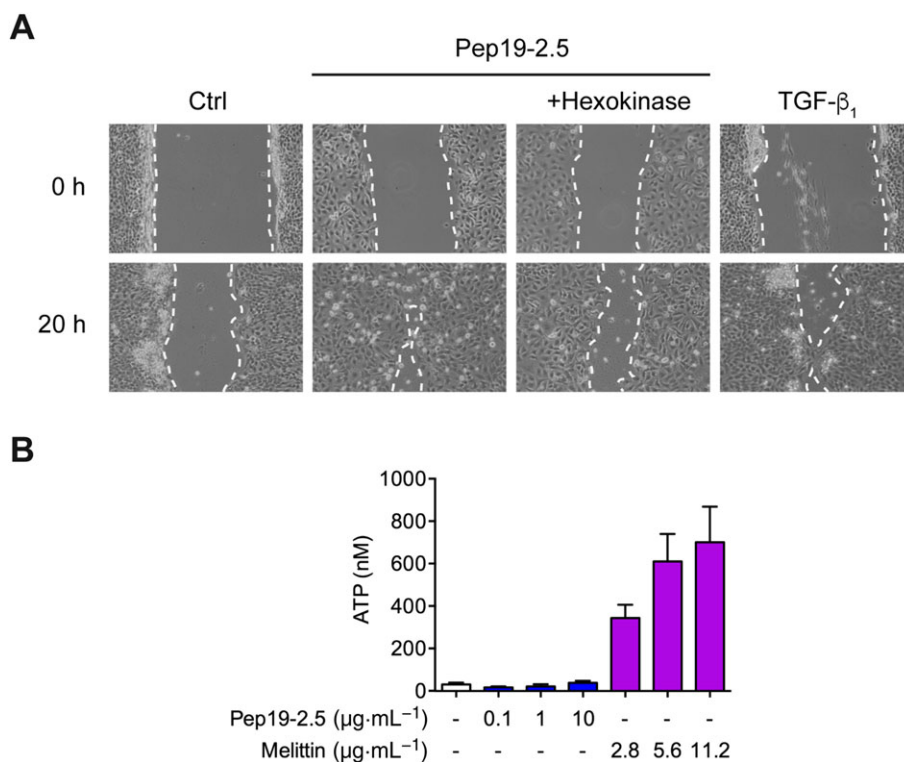 A
Pep19-2.5
Ctrl
+Hexokinase
TGF-β₁
0 h
20 h
B
1000
800
600
400
200
0
ATP (nM)
Pep19-2.5 (µg·mL⁻¹) - 0.1 1 10 - - -
Melittin (µg·mL⁻¹) - - - - 2.8 5.6 11.2